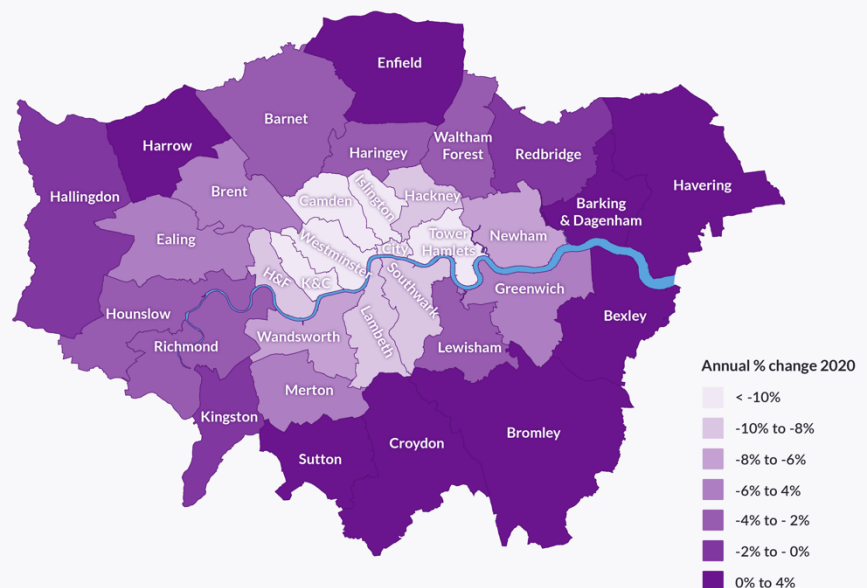 Enfield
Barnet
Harrow
Haringey
Waltham
Forest
Redbridge
Havering
Hallingdon
Brent
Camden
Islington
Hackney
Barking
& Dagenham
Ealing
Westminster
City
Tower
Hamlets
Newham
H&F
K&C
Southwark
Greenwich
Hounslow
Bexley
Richmond
Wandsworth
Lambeth
Lewisham
Merton
Kingston
Sutton
Croydon
Bromley
Annual % change 2020
< -10%
-10% to -8%
-8% to -6%
-6% to 4%
-4% to - 2%
-2% to - 0%
0% to 4%